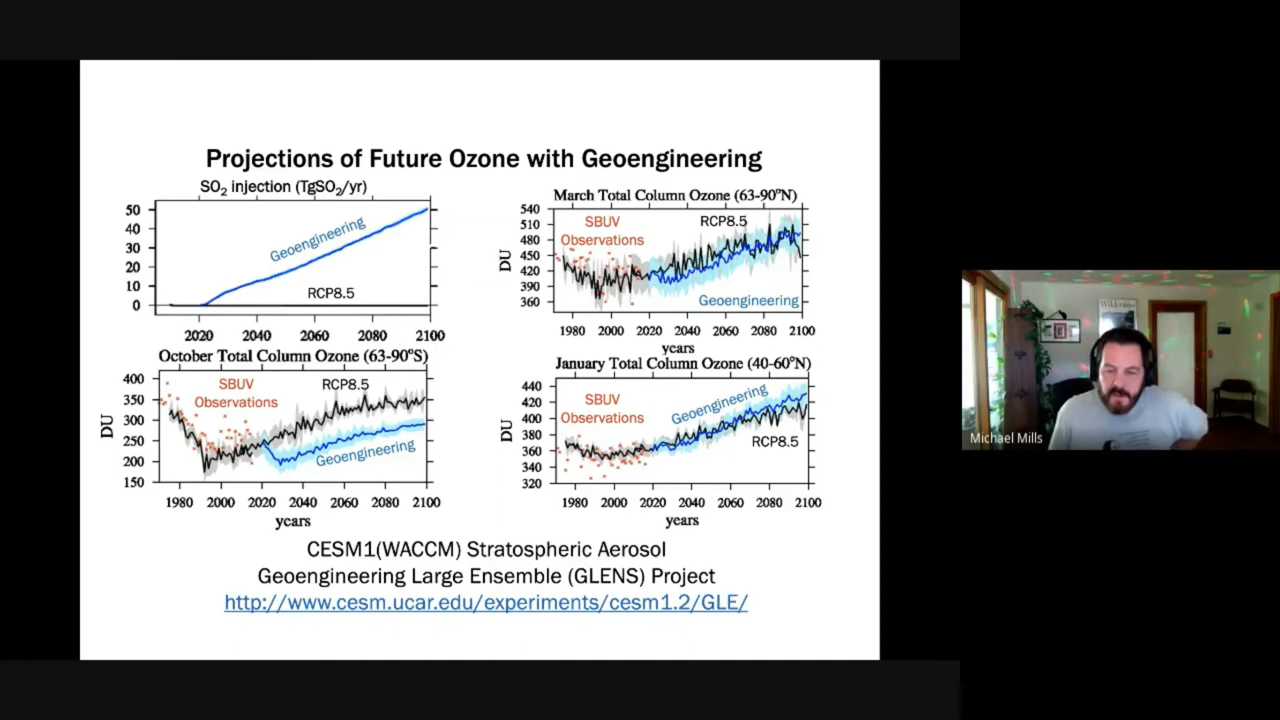 Projections of Future Ozone with Geoengineering
SO₂ injection (TgSO₂/yr)
50
40
30
20
10
0
Geoengineering
RCP8.5
2020 2040 2060 2080 2100
March Total Column Ozone (63-90°N)
540
510
480
450
420
390
360
DU
SBUV
Observations
RCP8.5
Geoengineering
1980 2000 2020 2040 2060 2080 2100
years
October Total Column Ozone (63-90°S)
400
350
300
250
200
150
DU
SBUV
Observations
RCP8.5
Geoengineering
1980 2000 2020 2040 2060 2080 2100
years
January Total Column Ozone (40-60°N)
440
420
400
380
360
340
320
DU
SBUV
Observations
Geoengineering
RCP8.5
1980 2000 2020 2040 2060 2080 2100
years
CESM1(WACCM) Stratospheric Aerosol
Geoengineering Large Ensemble (GLENS) Project
http://www.cesm.ucar.edu/experiments/cesm1.2/GLE/
Michael Mills